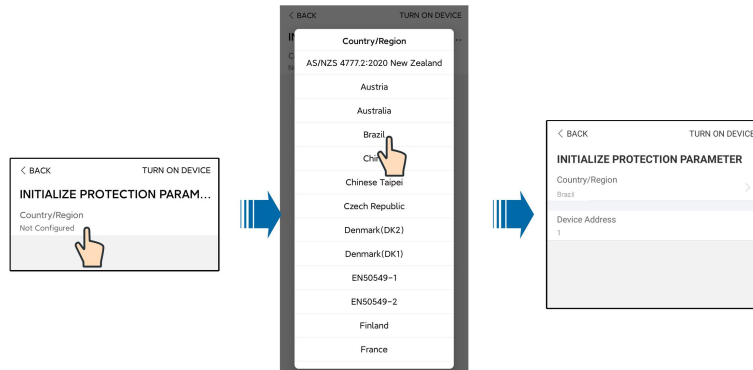 < BACK TURN ON DEVICE
INITIALIZE PROTECTION PARAM...
Country/Region
Not Configured
< BACK TURN ON DEVICE
Country/Region
AS/NZS 4777.2:2020 New Zealand
Austria
Australia
Brazil
Chinese Taipei
Czech Republic
Denmark(DK2)
Denmark(DK1)
EN50549-1
EN50549-2
Finland
France
< BACK TURN ON DEVICE
INITIALIZE PROTECTION PARAMETER
Country/Region
Brazil
Device Address
1